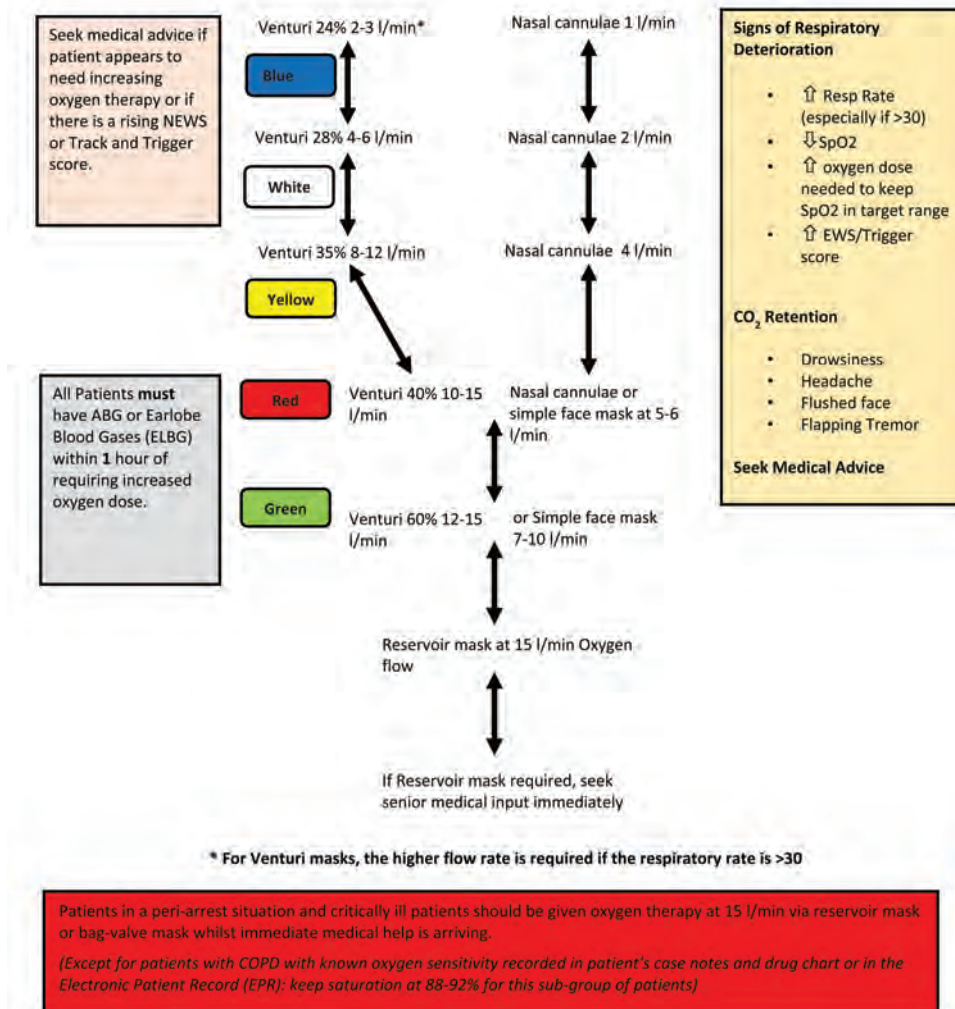 Seek medical advice if
patient appears to
need increasing
oxygen therapy or if
there is a rising NEWS
or Track and Trigger
score.
Venturi 24% 2-3 l/min*
Blue
Venturi 28% 4-6 l/min
White
Venturi 35% 8-12 l/min
Yellow
Nasal cannulae 1 l/min
Nasal cannulae 2 l/min
Nasal cannulae 4 l/min
Signs of Respiratory
Deterioration
• ⇧ Resp Rate
(especially if >30)
• ⇩SpO2
• ⇧ oxygen dose
needed to keep
SpO2 in target range
• ⇧ EWS/Trigger
score
CO₂ Retention
• Drowsiness
• Headache
• Flushed face
• Flapping Tremor
Seek Medical Advice
All Patients must
have ABG or Earlobe
Blood Gases (ELBG)
within 1 hour of
requiring increased
oxygen dose.
Red
Venturi 40% 10-15
l/min
Nasal cannulae or
simple face mask at 5-6
l/min
Green
Venturi 60% 12-15
l/min
or Simple face mask
7-10 l/min
Reservoir mask at 15 l/min Oxygen
flow
If Reservoir mask required, seek
senior medical input immediately
* For Venturi masks, the higher flow rate is required if the respiratory rate is >30
Patients in a peri-arrest situation and critically ill patients should be given oxygen therapy at 15 l/min via reservoir mask
or bag-valve mask whilst immediate medical help is arriving.
(Except for patients with COPD with known oxygen sensitivity recorded in patient's case notes and drug chart or in the
Electronic Patient Record (EPR): keep saturation at 88-92% for this sub-group of patients)